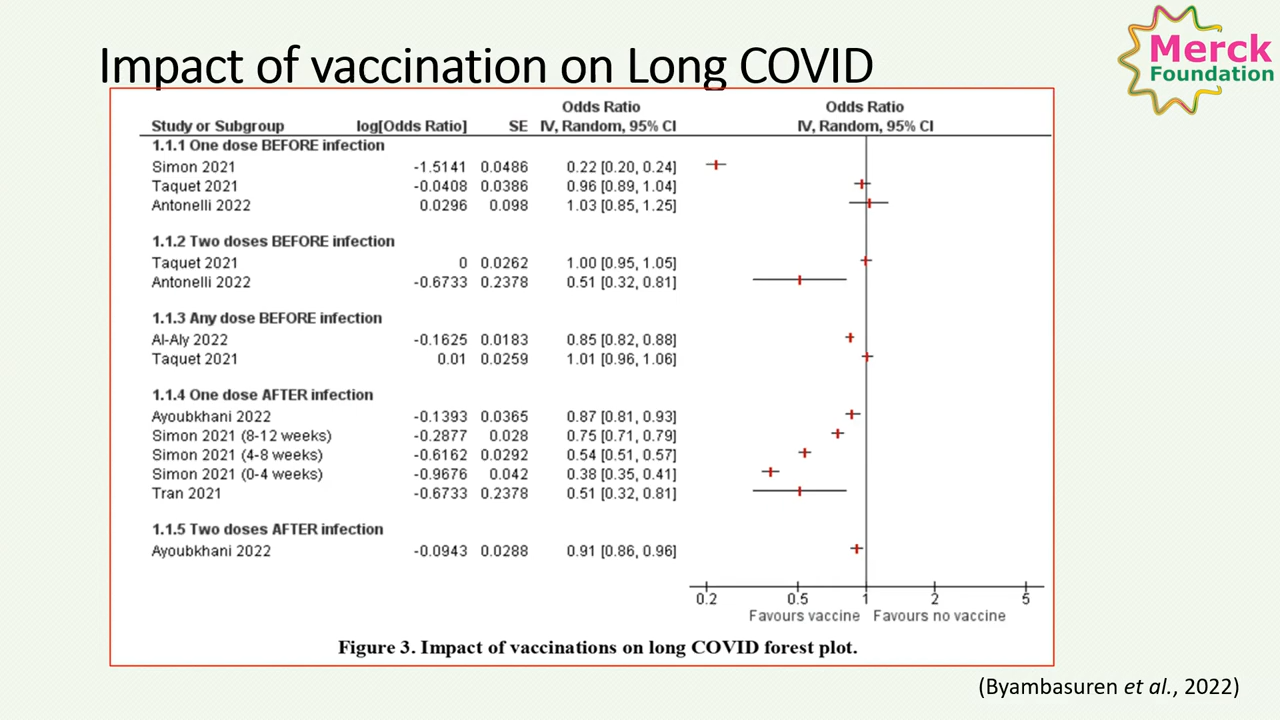 Impact of vaccination on Long COVID
Merck
Foundation
Odds Ratio Odds Ratio
Study or Subgroup log[Odds Ratio] SE IV, Random, 95% CI IV, Random, 95% CI
1.1.1 One dose BEFORE infection
Simon 2021 -1.5141 0.0486 0.22 [0.20, 0.24]
Taquet 2021 -0.0408 0.0386 0.96 [0.89, 1.04]
Antonelli 2022 0.0296 0.098 1.03 [0.85, 1.25]
1.1.2 Two doses BEFORE infection
Taquet 2021 0 0.0262 1.00 [0.95, 1.05]
Antonelli 2022 -0.6733 0.2378 0.51 [0.32, 0.81]
1.1.3 Any dose BEFORE infection
Al-Aly 2022 -0.1625 0.0183 0.85 [0.82, 0.88]
Taquet 2021 0.01 0.0259 1.01 [0.96, 1.06]
1.1.4 One dose AFTER infection
Ayoubkhani 2022 -0.1393 0.0365 0.87 [0.81, 0.93]
Simon 2021 (8-12 weeks) -0.2877 0.028 0.75 [0.71, 0.79]
Simon 2021 (4-8 weeks) -0.6162 0.0292 0.54 [0.51, 0.57]
Simon 2021 (0-4 weeks) -0.9676 0.042 0.38 [0.35, 0.41]
Tran 2021 -0.6733 0.2378 0.51 [0.32, 0.81]
1.1.5 Two doses AFTER infection
Ayoubkhani 2022 -0.0943 0.0288 0.91 [0.86, 0.96]
0.2 0.5 1 2 5
Favours vaccine Favours no vaccine
Figure 3. Impact of vaccinations on long COVID forest plot.
(Byambasuren et al., 2022)